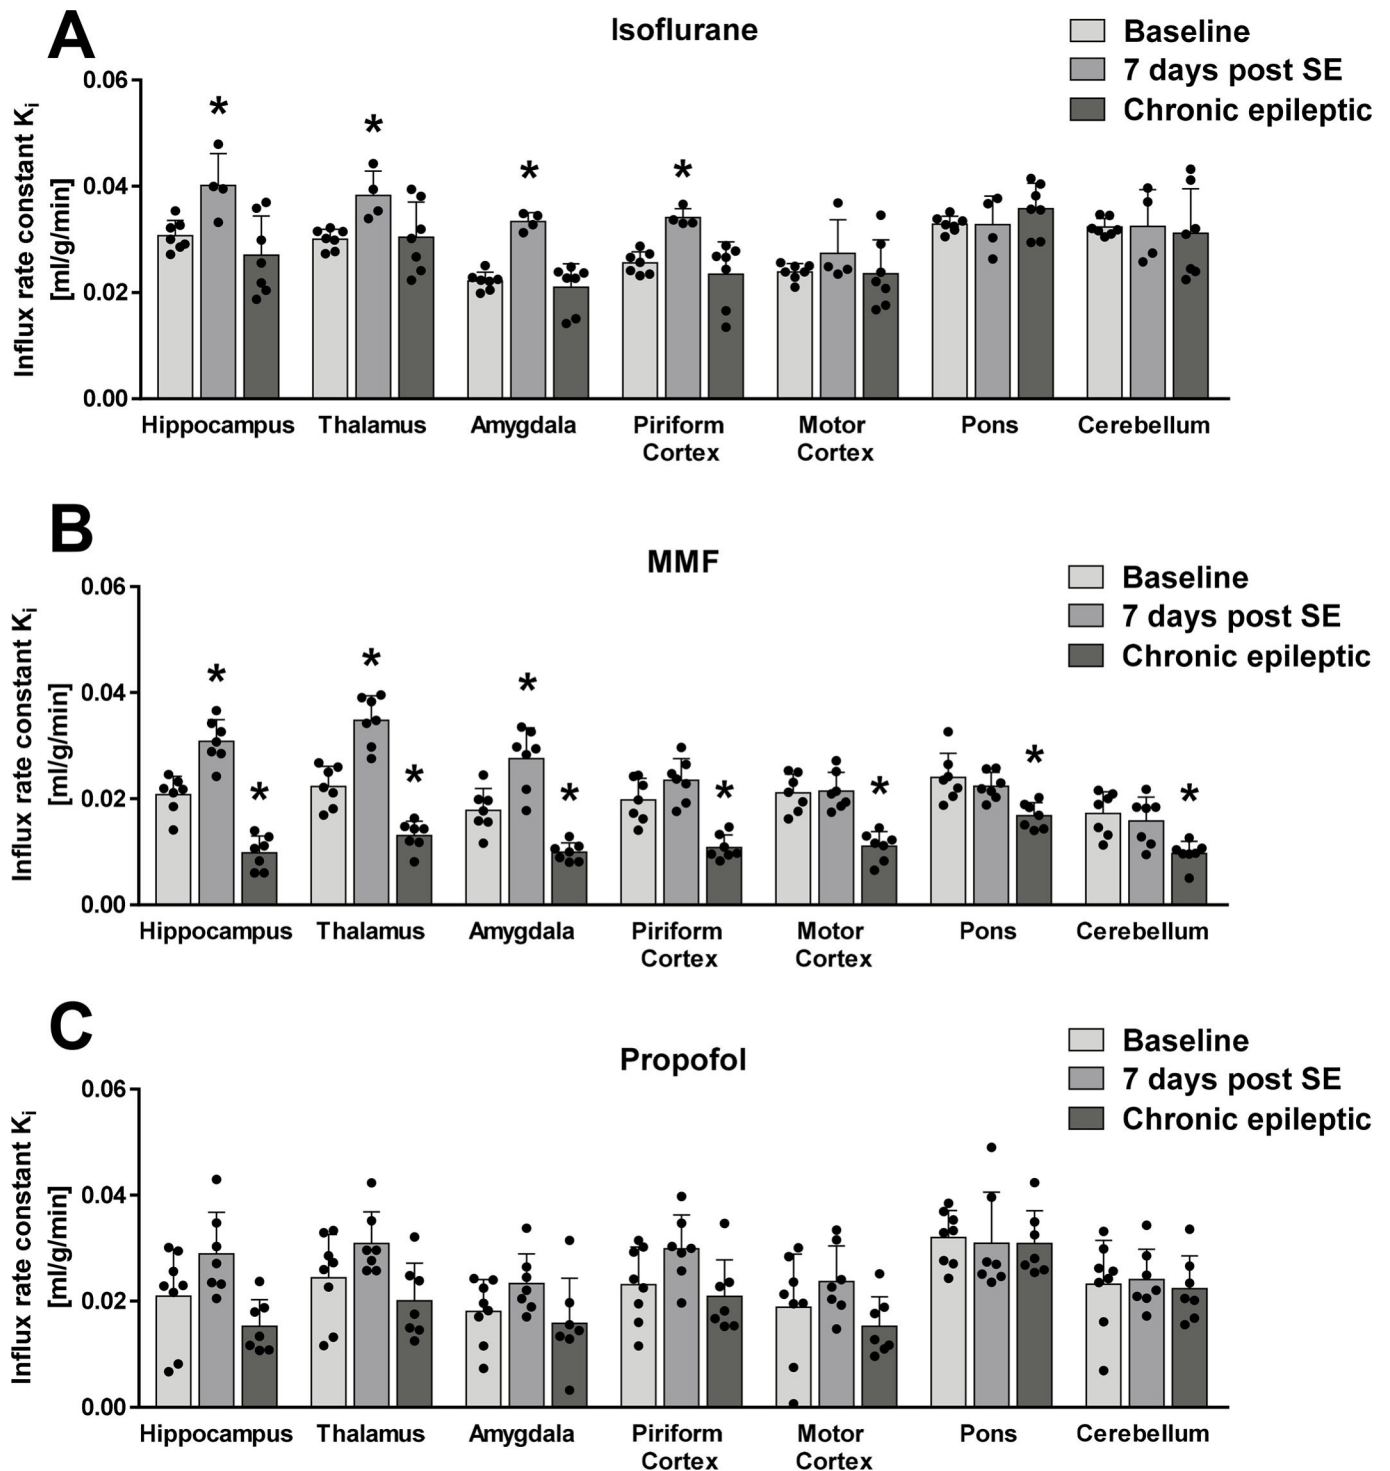 A
Isoflurane
Baseline
7 days post SE
Chronic epileptic
Influx rate constant Ki
[ml/g/min]
0.06
*
*
*
*
0.04
0.02
0.00
Hippocampus Thalamus Amygdala Piriform Motor Pons Cerebellum
Cortex Cortex
B
MMF
Baseline
7 days post SE
Chronic epileptic
Influx rate constant Ki
[ml/g/min]
0.06
*
*
*
*
*
*
*
*
*
*
0.04
0.02
0.00
Hippocampus Thalamus Amygdala Piriform Motor Pons Cerebellum
Cortex Cortex
C
Propofol
Baseline
7 days post SE
Chronic epileptic
Influx rate constant Ki
[ml/g/min]
0.06
0.04
0.02
0.00
Hippocampus Thalamus Amygdala Piriform Motor Pons Cerebellum
Cortex Cortex